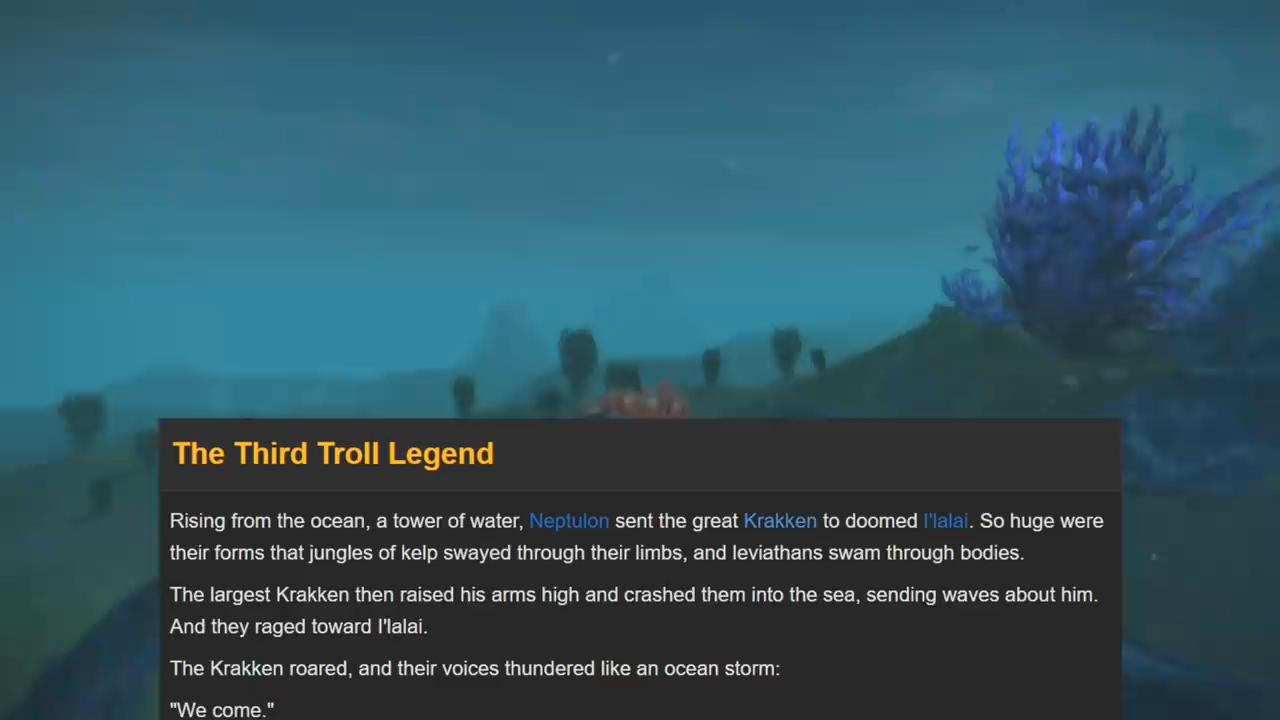 The Third Troll Legend
Rising from the ocean, a tower of water, Neptulon sent the great Krakken to doomed I'lalai. So huge were
their forms that jungles of kelp swayed through their limbs, and leviathans swam through bodies.
The largest Krakken then raised his arms high and crashed them into the sea, sending waves about him.
And they raged toward I'lalai.
The Krakken roared, and their voices thundered like an ocean storm:
"We come."